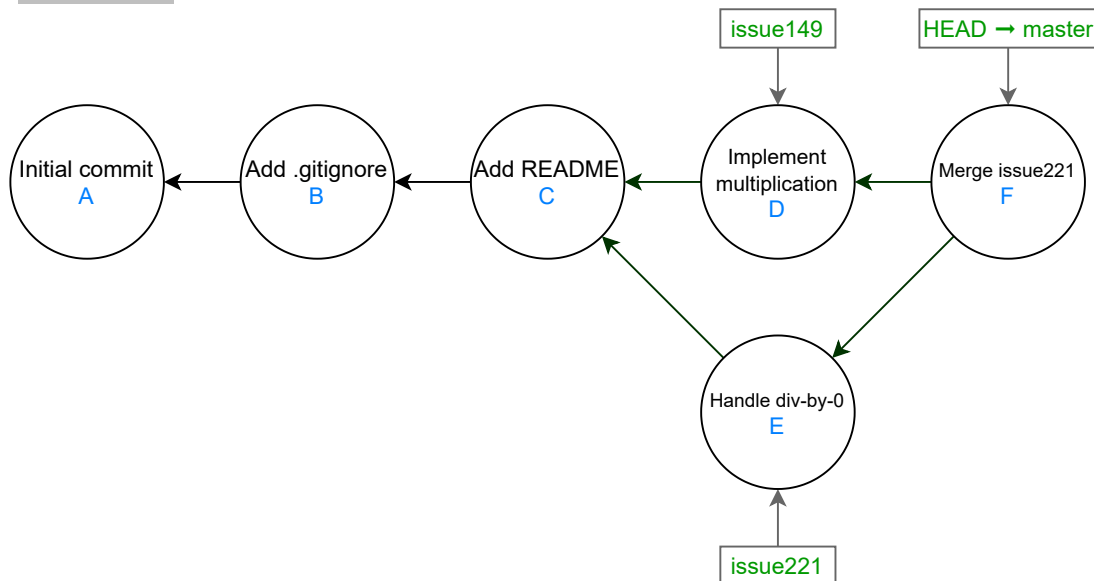 issue149
HEAD → master
Initial commit
A
Add .gitignore
B
Add README
C
Implement
multiplication
D
Merge issue221
F
Handle div-by-0
E
issue221